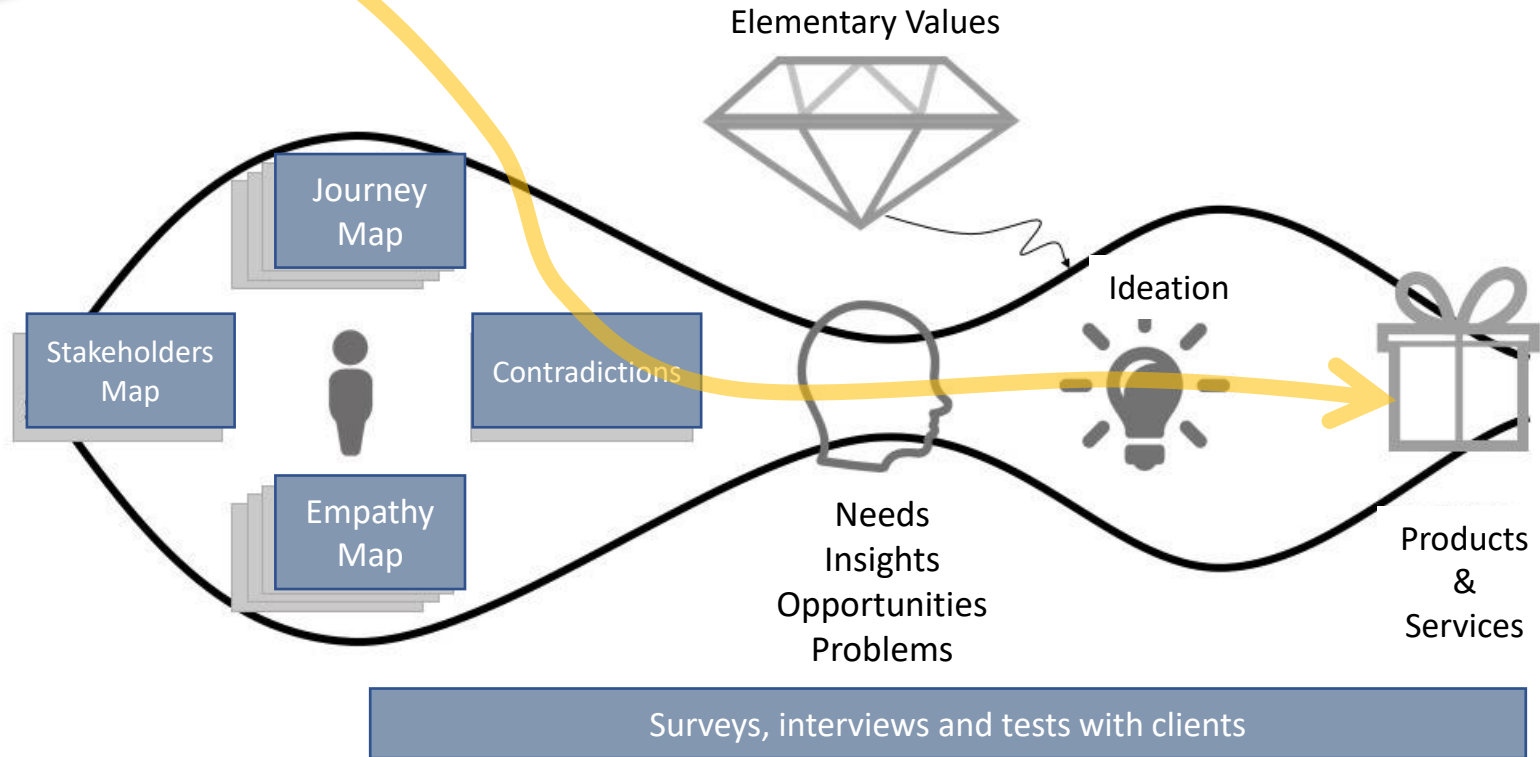 Elementary Values
Journey
Map
Ideation
Stakeholders
Map
Contradictions
Empathy
Map
Needs
Insights
Opportunities
Problems
Products
&
Services
Surveys, interviews and tests with clients